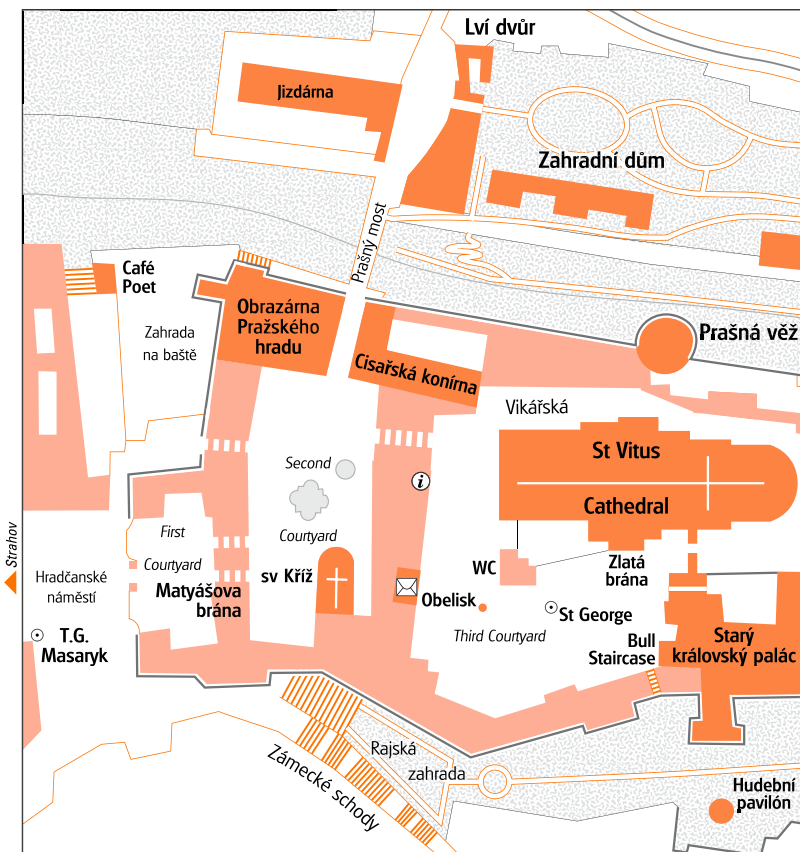 Lví dvůr
Jizdárna
Zahradní dům
Prašný most
Café
Poet
Obrazárna
Pražského
hradu
Zahrada
na baště
Cisařská konírna
Prašná věž
Vikářská
St Vitus
Cathedral
Second
Courtyard
i
First
Courtyard
Strahov
Hradčanské
náměstí
Matyášova
brána
sv Kříž
WC
Zlatá
brána
Obelisk
St George
Third Courtyard
T.G.
Masaryk
Bull
Staircase
Starý
královský palác
Rajská
zahrada
Zámecké schody
Hudební
pavilón